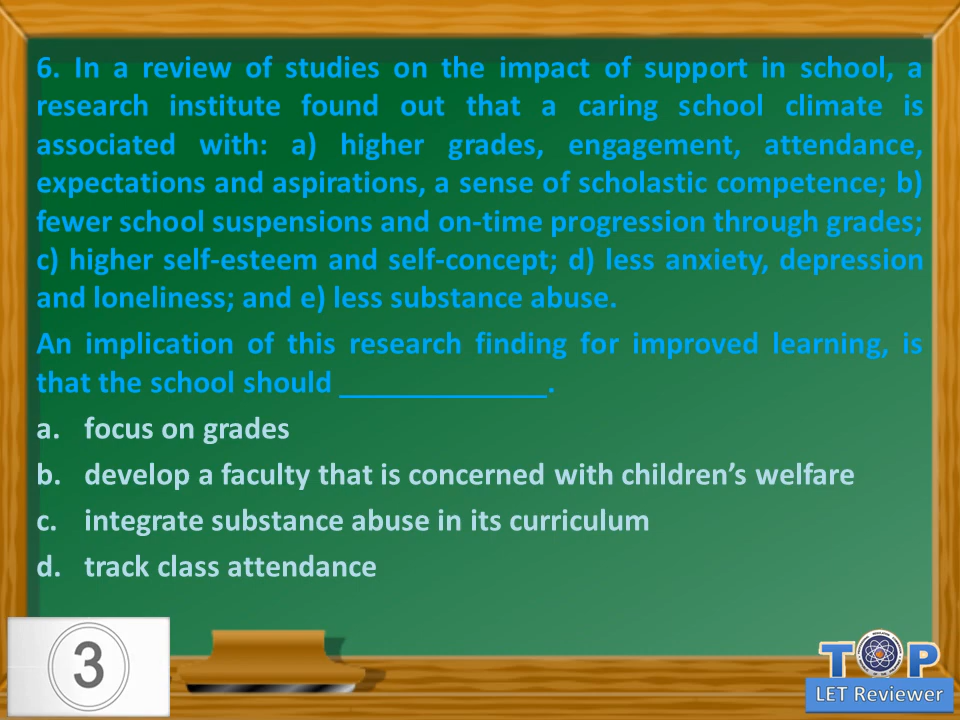 6. In a review of studies on the impact of support in school, a
research institute found out that a caring school climate is
associated with: a) higher grades, engagement, attendance,
expectations and aspirations, a sense of scholastic competence; b)
fewer school suspensions and on-time progression through grades;
c) higher self-esteem and self-concept; d) less anxiety, depression
and loneliness; and e) less substance abuse.
An implication of this research finding for improved learning, is
that the school should _____________.
a. focus on grades
b. develop a faculty that is concerned with children's welfare
c. integrate substance abuse in its curriculum
d. track class attendance
3
TOP
LET Reviewer